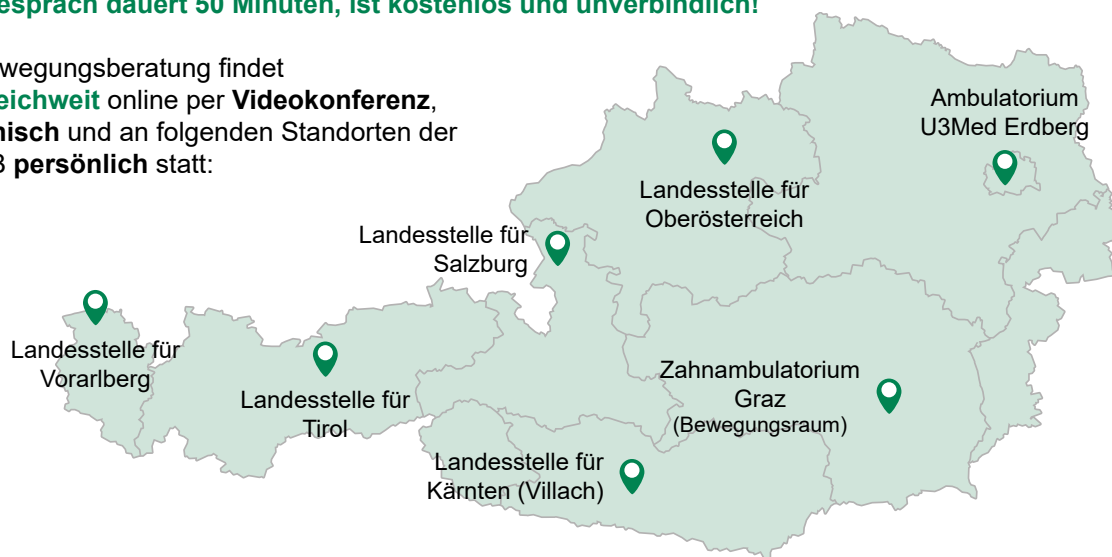 espräch dauert 50 Minuten, ist kostenlos und unverbindlich!
wegungsberatung findet
eichweit online per Videokonferenz,
nisch und an folgenden Standorten der
persönlich statt:
Ambulatorium
U3Med Erdberg
Landesstelle für
Oberösterreich
Landesstelle für
Salzburg
Landesstelle für
Vorarlberg
Landesstelle für
Tirol
Zahnambulatorium
Graz
(Bewegungsraum)
Landesstelle für
Kärnten (Villach)